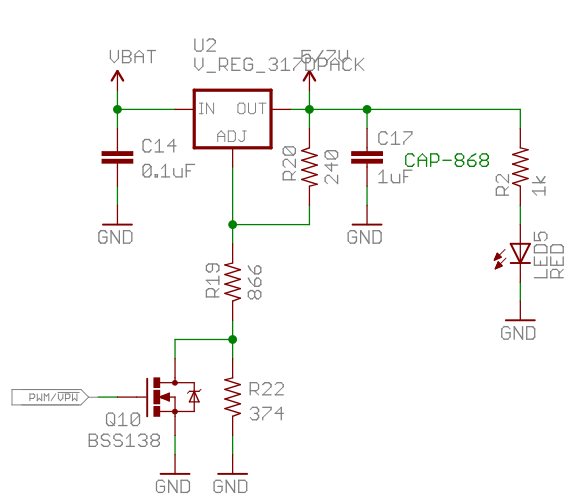 U2
VBAT
5/7V
V_REG_317DPACK
IN
OUT
ADJ
C14
0.1uF
R20
240
C17
1uF
CAP-868
R2
1k
GND
GND
R19
866
LED5
RED
GND
PWM/VPW
Q10
BSS138
R22
374
GND
GND